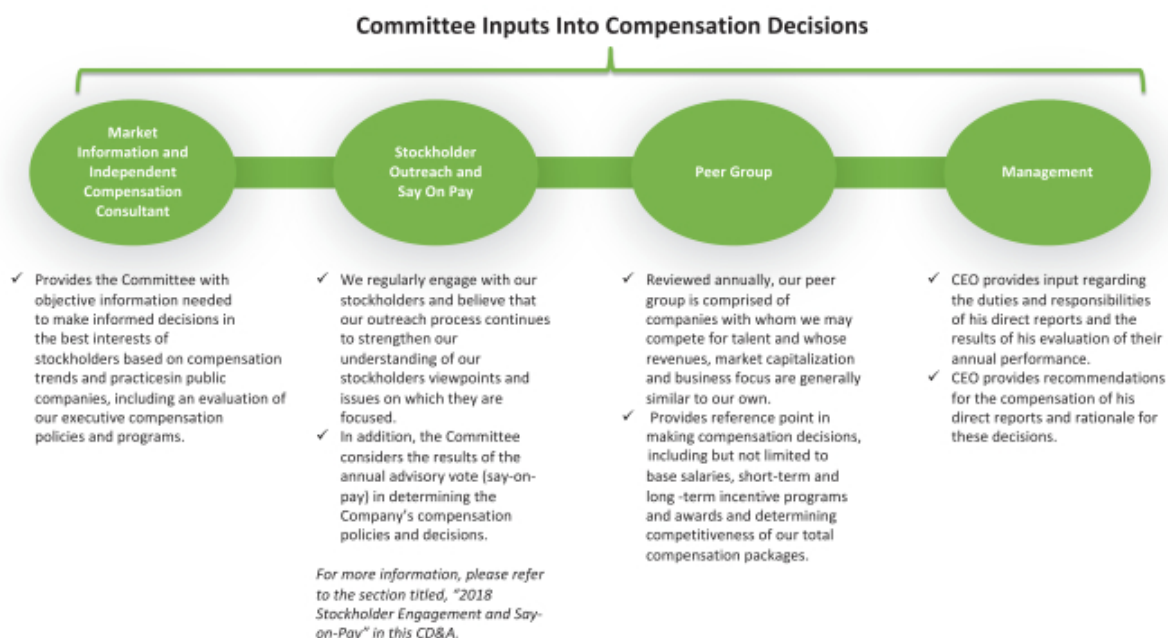 Committee Inputs Into Compensation Decisions
Market
Information and
Independent
Compensation
Consultant
Stockholder
Outreach and
Say On Pay
Peer Group
Management
✓ Provides the Committee with
objective information needed
to make informed decisions in
the best interests of
stockholders based on compensation
trends and practicesin public
companies, including an evaluation of
our executive compensation
policies and programs.
✓ We regularly engage with our
stockholders and believe that
our outreach process continues
to strengthen our
understanding of our
stockholders viewpoints and
issues on which they are
focused.
✓ In addition, the Committee
considers the results of the
annual advisory vote (say-on-
pay) in determining the
Company's compensation
policies and decisions.
For more information, please refer
to the section titled, "2018
Stockholder Engagement and Say-
on-Pay" in this CD&A.
✓ Reviewed annually, our peer
group is comprised of
companies with whom we may
compete for talent and whose
revenues, market capitalization
and business focus are generally
similar to our own.
✓ Provides reference point in
making compensation decisions,
including but not limited to
base salaries, short-term and
long -term incentive programs
and awards and determining
competitiveness of our total
compensation packages.
✓ CEO provides input regarding
the duties and responsibilities
of his direct reports and the
results of his evaluation of their
annual performance.
✓ CEO provides recommendations
for the compensation of his
direct reports and rationale for
these decisions.